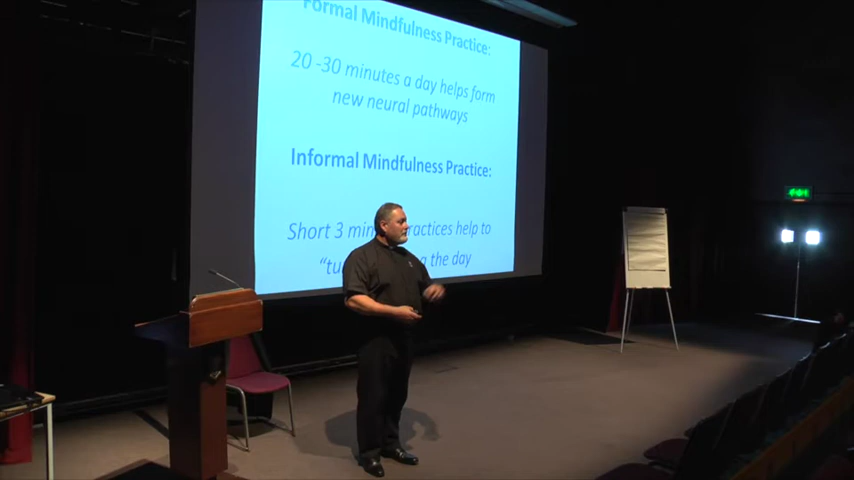 Formal Mindfulness Practice:
20 -30 minutes a day helps form
new neural pathways
Informal Mindfulness Practice:
Short 3 practices help to
the day